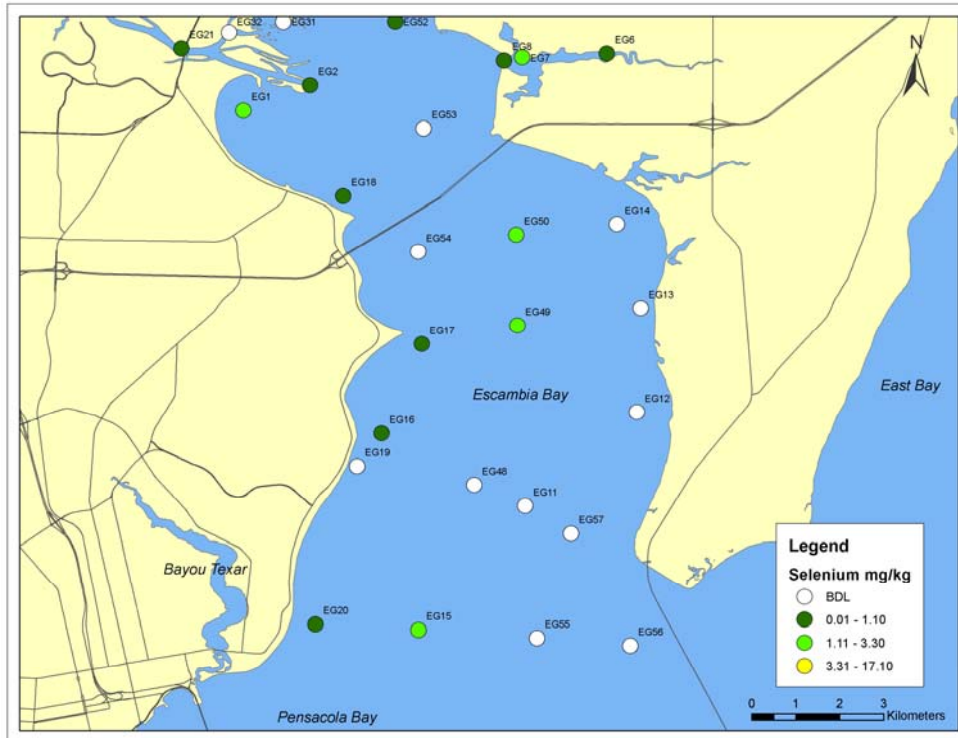 EG32
EG31
EG52
EG21
EG8
EG6
EG7
EG2
EG1
N
EG53
EG18
EG14
EG50
EG54
EG13
EG49
EG17
East Bay
Escambia Bay
EG12
EG16
EG19
EG48
EG11
EG57
Bayou Texar
EG20
EG15
EG55
EG56
Pensacola Bay
Legend
Selenium mg/kg
BDL
0.01 - 1.10
1.11 - 3.30
3.31 - 17.10
0 1 2 3
Kilometers